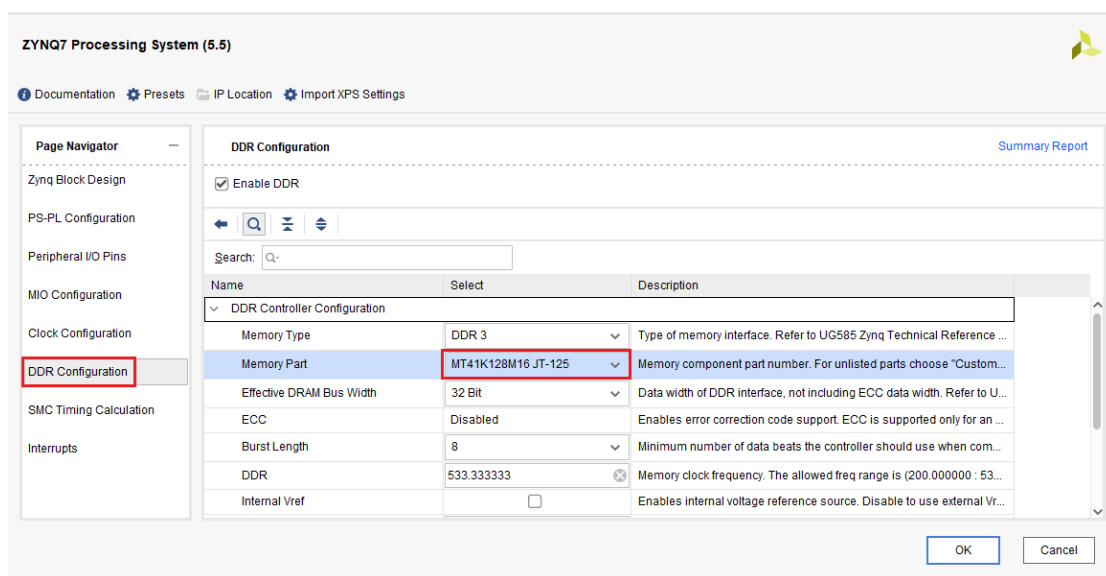 ZYNQ7 Processing System (5.5)
Documentation Presets IP Location Import XPS Settings
Page Navigator
Zynq Block Design
PS-PL Configuration
Peripheral I/O Pins
MIO Configuration
Clock Configuration
DDR Configuration
SMC Timing Calculation
Interrupts
DDR Configuration Summary Report
Enable DDR
Search:
Name Select Description
DDR Controller Configuration
Memory Type DDR 3 Type of memory interface. Refer to UG585 Zynq Technical Reference ...
Memory Part MT41K128M16 JT-125 Memory component part number. For unlisted parts choose "Custom...
Effective DRAM Bus Width 32 Bit Data width of DDR interface, not including ECC data width. Refer to U...
ECC Disabled Enables error correction code support. ECC is supported only for an ...
Burst Length 8 Minimum number of data beats the controller should use when com...
DDR 533.333333 Memory clock frequency. The allowed freq range is (200.000000 : 53...
Internal Vref Enables internal voltage reference source. Disable to use external Vr...
OK Cancel